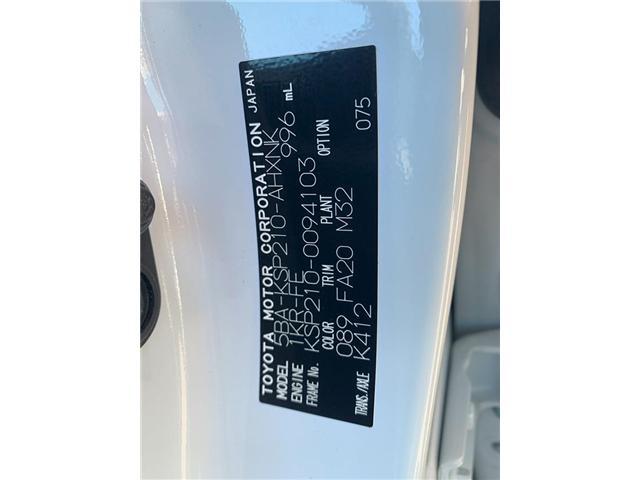 TOYOTA MOTOR CORPORATION JAPAN
MODEL 5BA-KSP210-AHXNK
ENGINE 1KR-FE 996 mL
FRAME No. KSP210-0094103
COLOR TRIM PLANT OPTION
089 FA20 M32
TRANS./AXLE K412 075